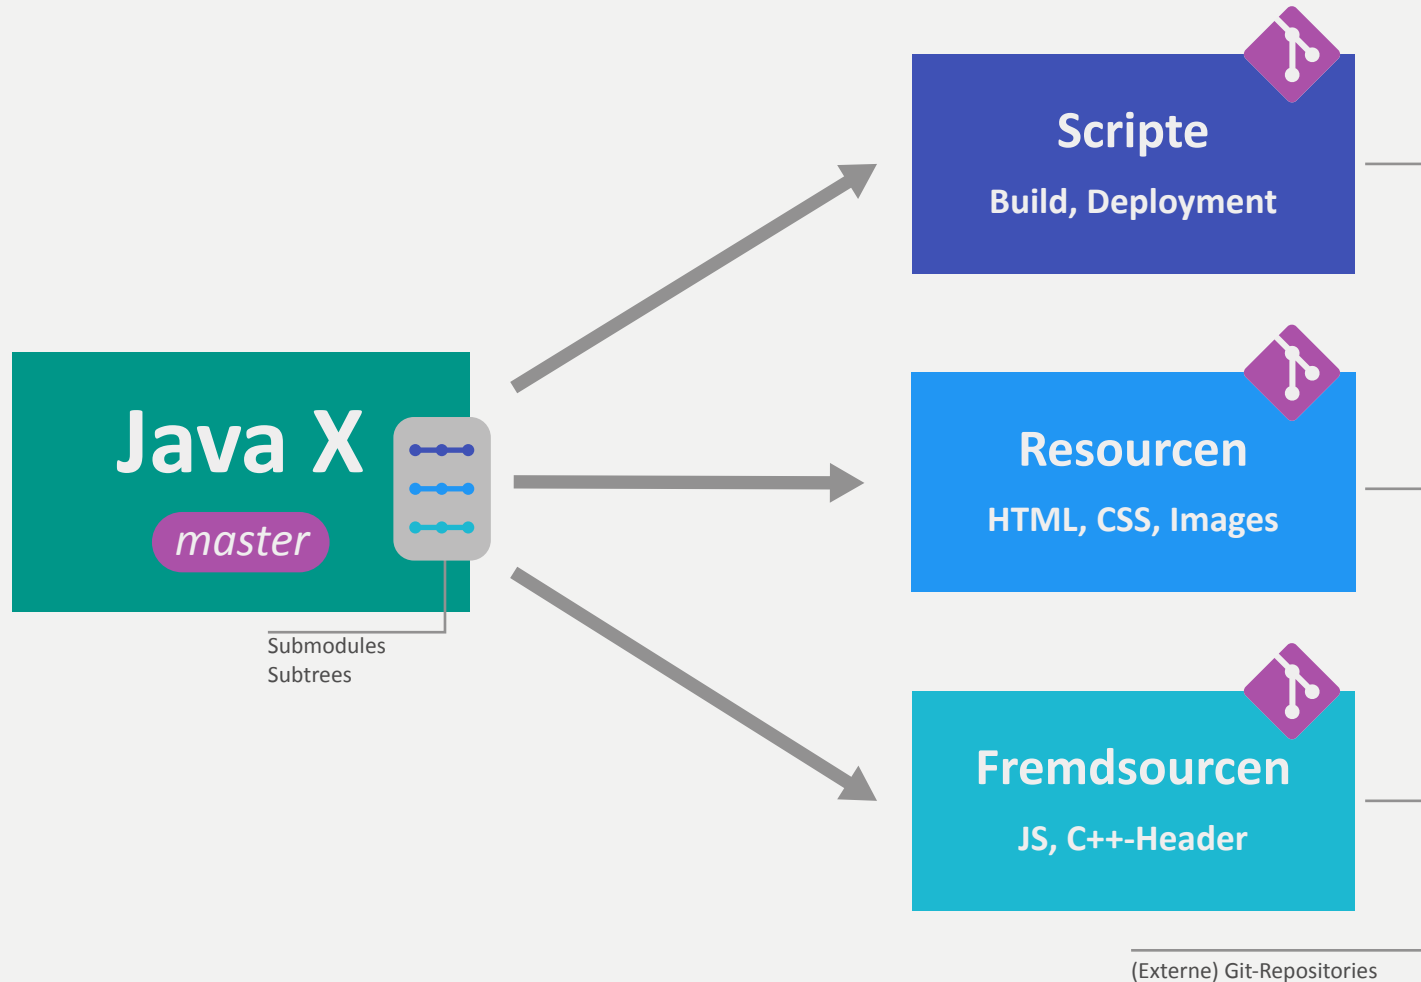 Java X
master
Submodules
Subtrees
Scripte
Build, Deployment
Resourcen
HTML, CSS, Images
Fremdsourcen
JS, C++-Header
(Externe) Git-Repositories